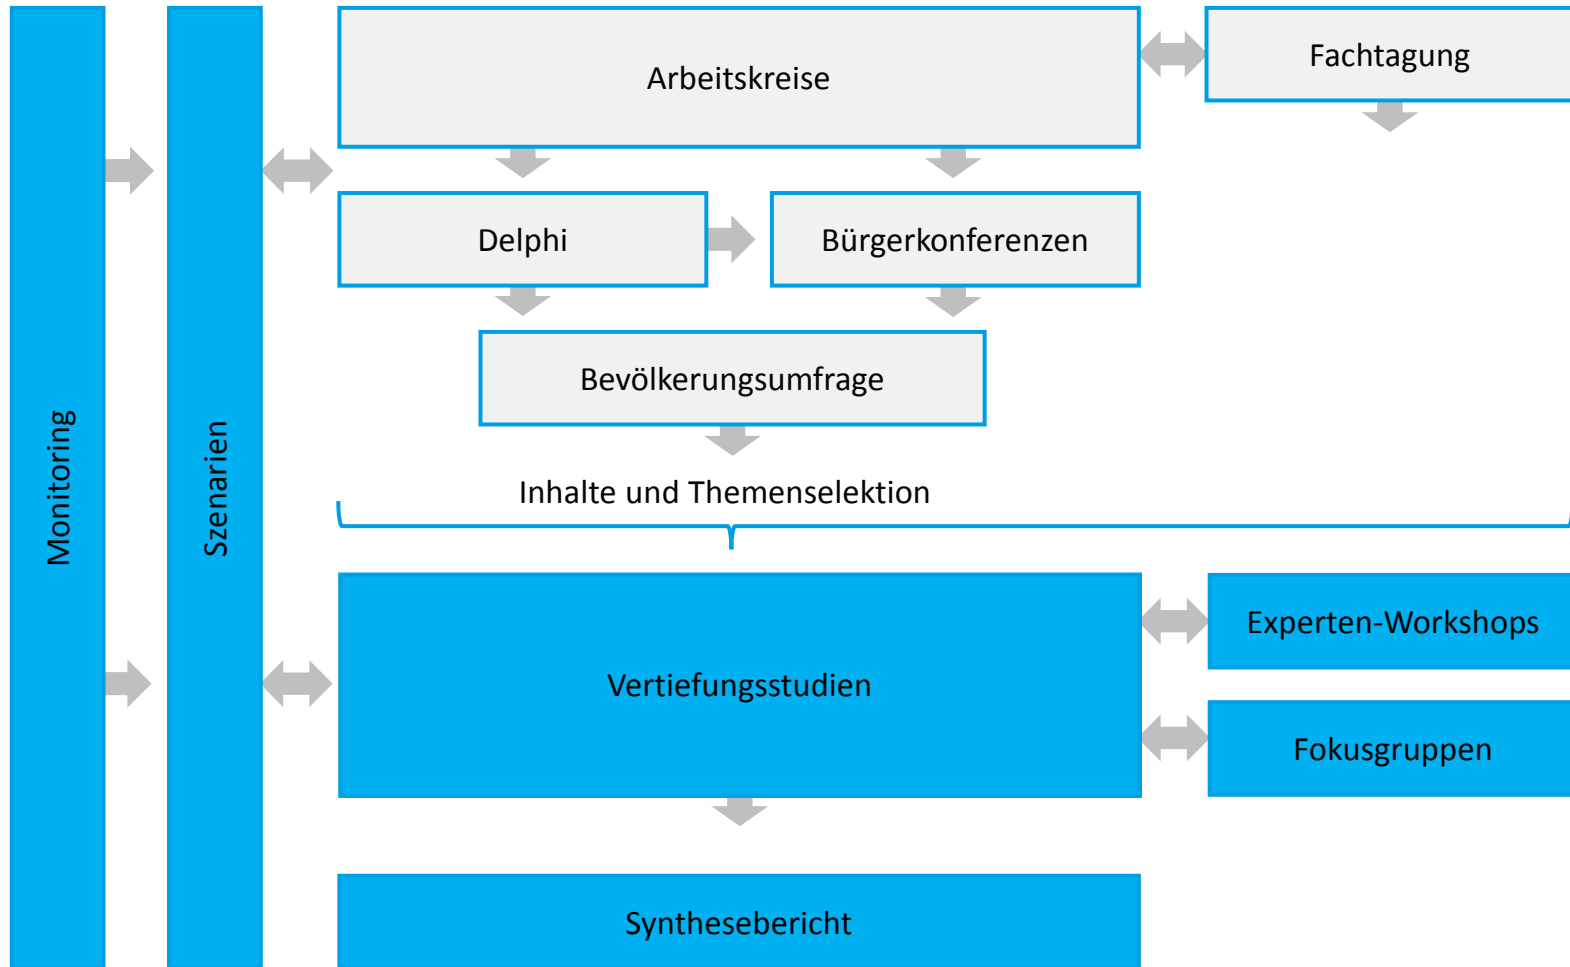 Monitoring
Szenarien
Arbeitskreise
Fachtagung
Delphi
Bürgerkonferenzen
Bevölkerungsumfrage
Inhalte und Themenselektion
Vertiefungsstudien
Experten-Workshops
Fokusgruppen
Synthesebericht